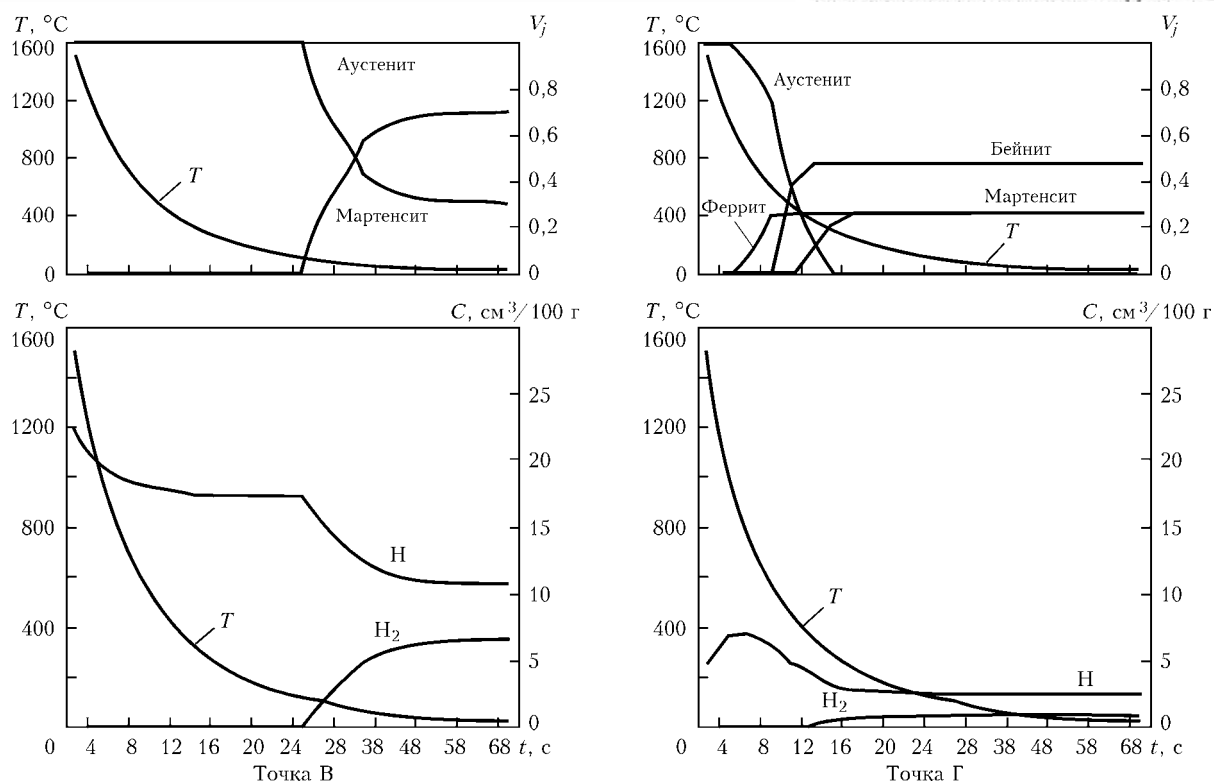 T, °C
V_j
1600
1200
800
400
0
0,8
0,6
0,4
0,2
0
Аустенит
T
Мартенсит
T, °C
V_j
1600
1200
800
400
0
0,8
0,6
0,4
0,2
0
Аустенит
Бейнит
Мартенсит
Феррит
T
T, °C
C, см³/100 г
1600
1200
800
400
0
25
20
15
10
5
0
H
T
H₂
4 8 12 16 20 24 28 38 48 58 68 t, с
Точка В
T, °C
C, см³/100 г
1600
1200
800
400
0
25
20
15
10
5
0
T
H
H₂
4 8 12 16 20 24 28 38 48 58 68 t, с
Точка Г